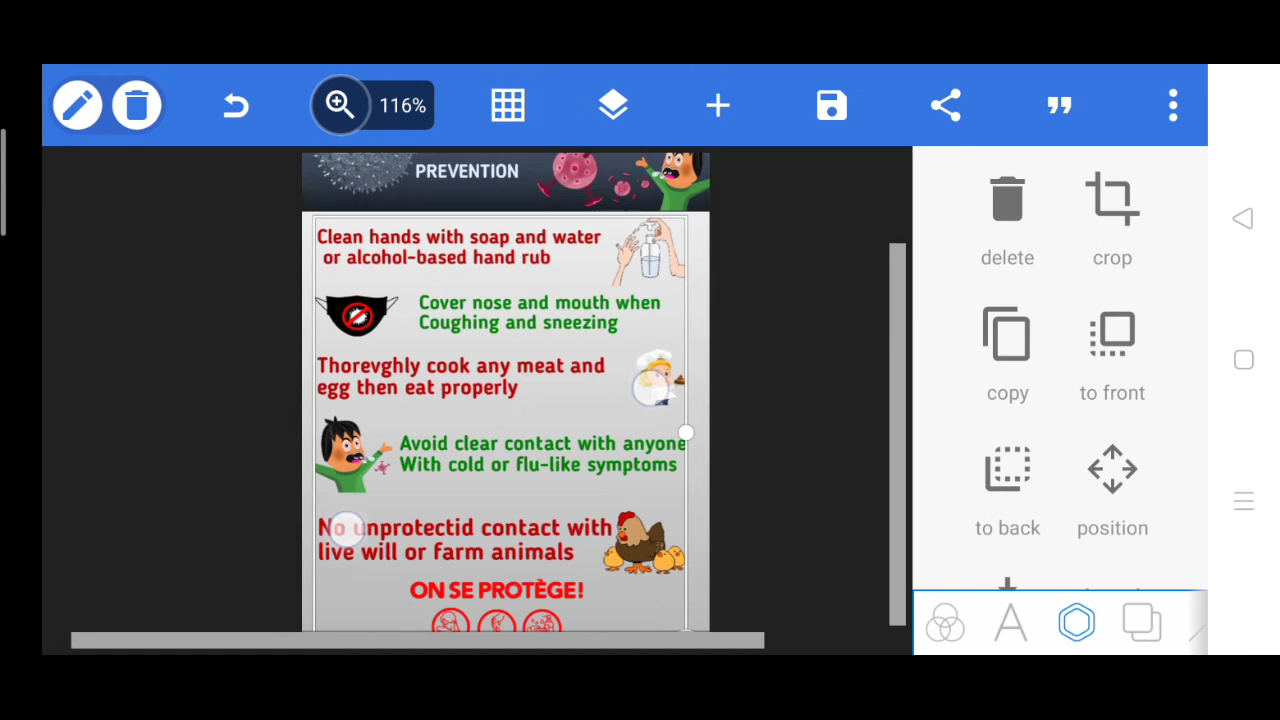 116%
PREVENTION
Clean hands with soap and water
or alcohol-based hand rub
Cover nose and mouth when
Coughing and sneezing
Thorevghly cook any meat and
egg then eat properly
Avoid clear contact with anyone
With cold or flu-like symptoms
No unprotectid contact with
live will or farm animals
ON SE PROTÈGE!
delete
crop
copy
to front
to back
position